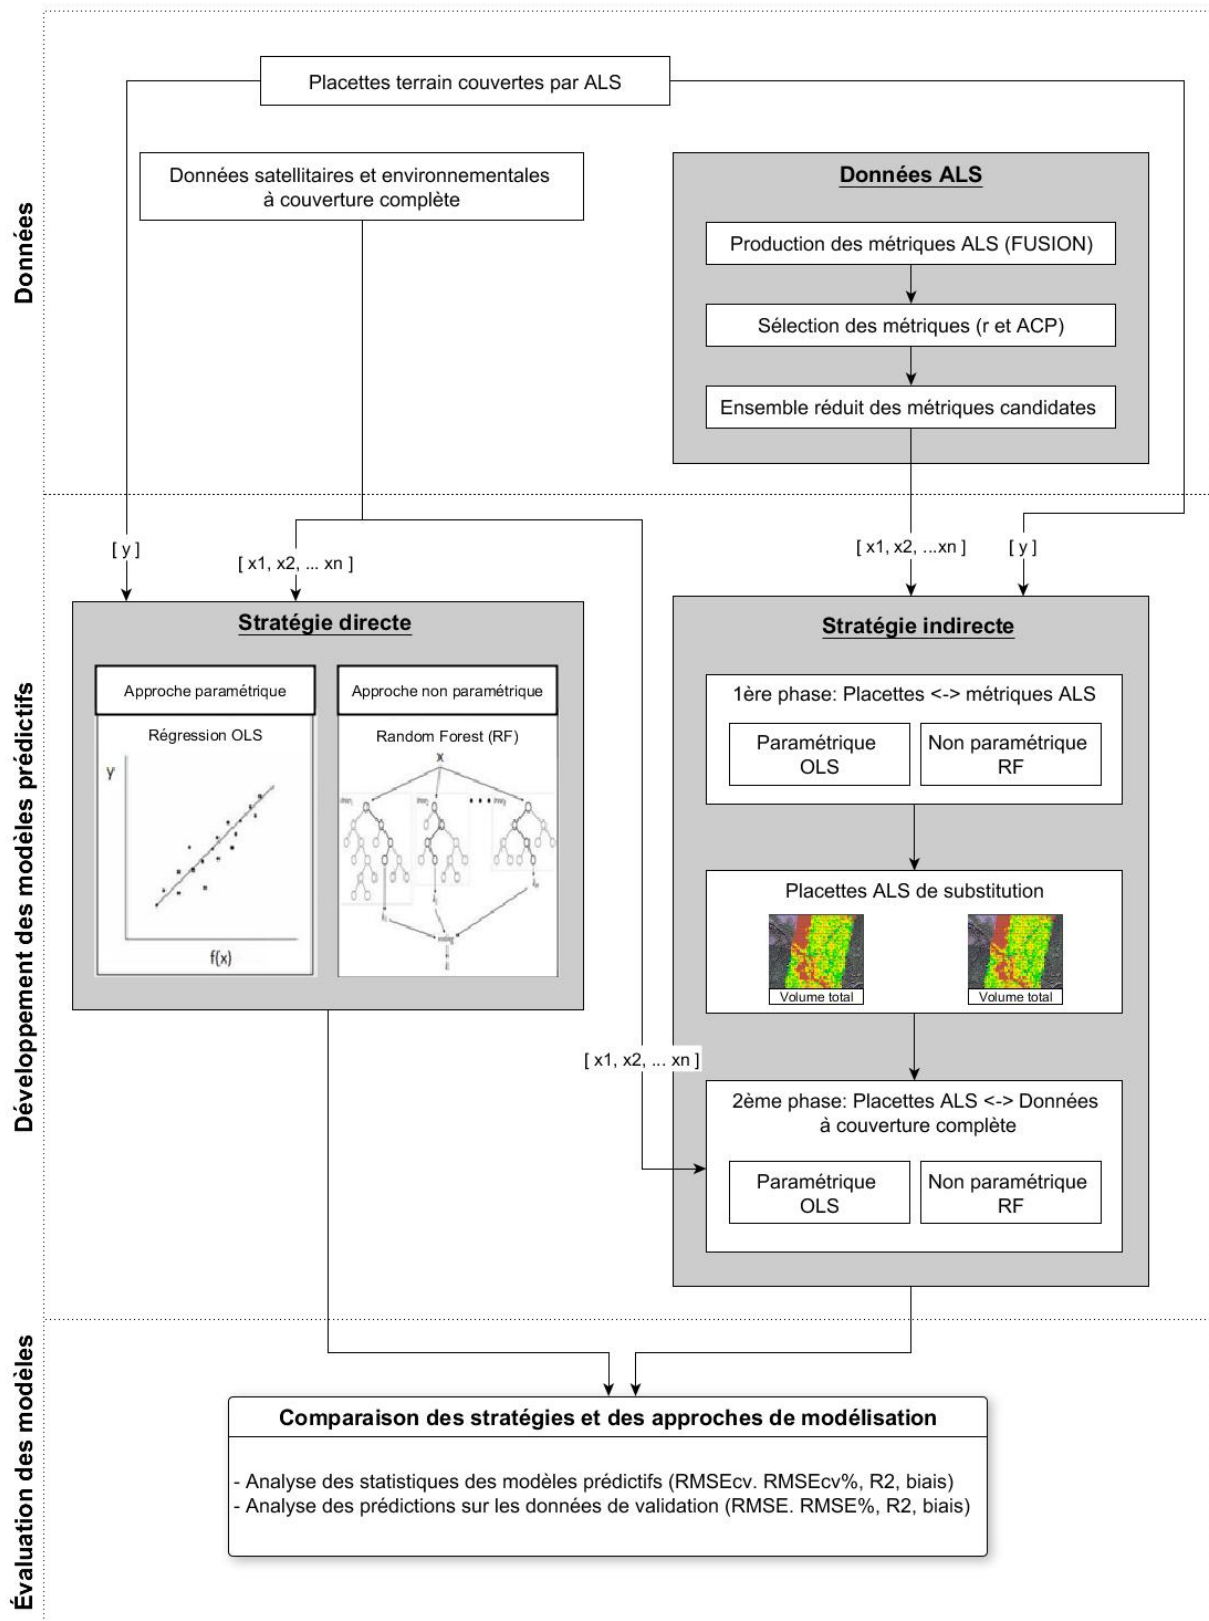 Données
Placettes terrain couvertes par ALS
Données satellitaires et environnementales
à couverture complète
Données ALS
Production des métriques ALS (FUSION)
Sélection des métriques (r et ACP)
Ensemble réduit des métriques candidates
Développement des modèles prédictifs
[ y ]
[ x1, x2, ... xn ]
[ x1, x2, ...xn ]
[ y ]
Stratégie directe
Approche paramétrique
Régression OLS
y
f(x)
Approche non paramétrique
Random Forest (RF)
X
Stratégie indirecte
1ère phase: Placettes <-> métriques ALS
Paramétrique
OLS
Non paramétrique
RF
Placettes ALS de substitution
Volume total
Volume total
[ x1, x2, ... xn ]
2ème phase: Placettes ALS <-> Données
à couverture complète
Paramétrique
OLS
Non paramétrique
RF
Évaluation des modèles
Comparaison des stratégies et des approches de modélisation
- Analyse des statistiques des modèles prédictifs (RMSEcv. RMSEcv%, R2, biais)
- Analyse des prédictions sur les données de validation (RMSE. RMSE%, R2, biais)